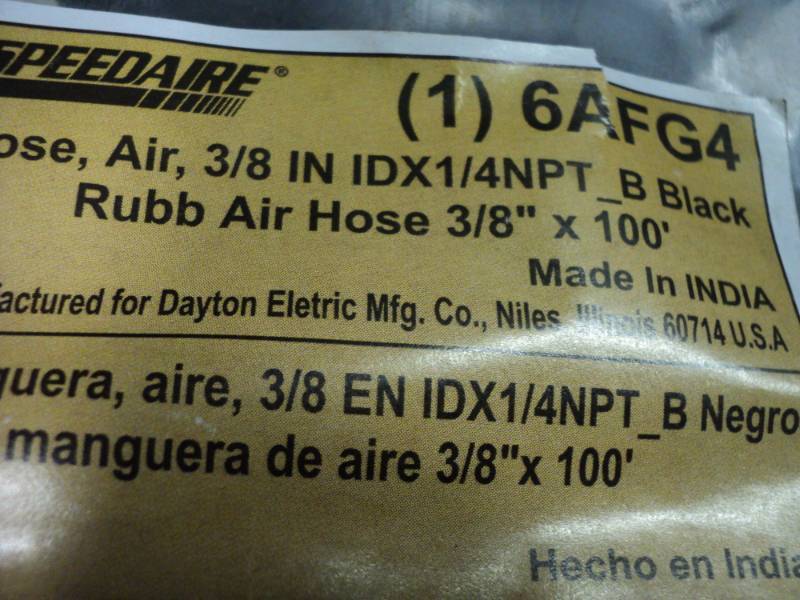 SPEEDAIRE®
(1) 6AFG4
ose, Air, 3/8 IN IDX1/4NPT_B Black
Rubb Air Hose 3/8" x 100'
Made In INDIA
actured for Dayton Eletric Mfg. Co., Niles, Illinois 60714 U.S.A
guera, aire, 3/8 EN IDX1/4NPT_B Negro
manguera de aire 3/8"x 100'
Hecho en India